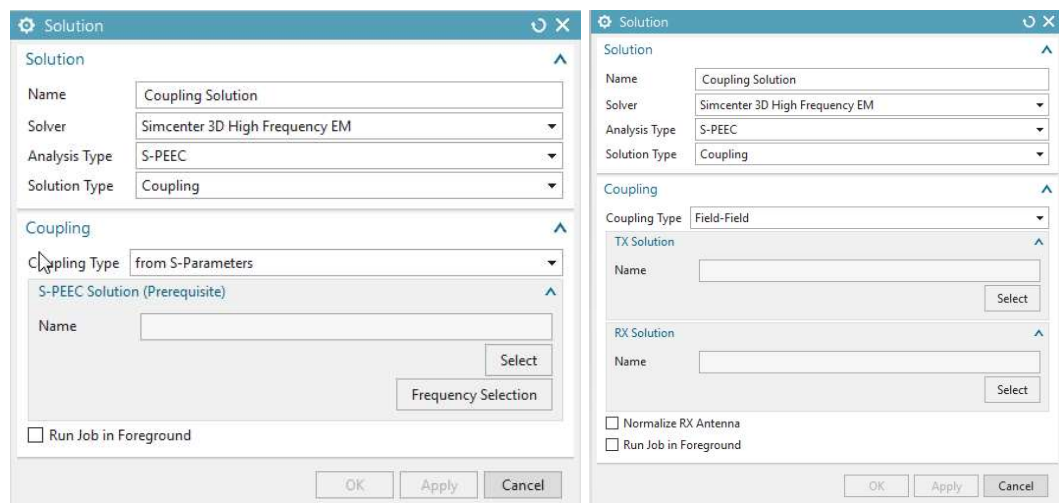 Solution
Solution
Name Coupling Solution
Solver Simcenter 3D High Frequency EM
Analysis Type S-PEEC
Solution Type Coupling
Coupling
Coupling Type from S-Parameters
S-PEEC Solution (Prerequisite)
Name
Select
Frequency Selection
Run Job in Foreground
OK Apply Cancel
Solution
Solution
Name Coupling Solution
Solver Simcenter 3D High Frequency EM
Analysis Type S-PEEC
Solution Type Coupling
Coupling
Coupling Type Field-Field
TX Solution
Name
Select
RX Solution
Name
Select
Normalize RX Antenna
Run Job in Foreground
OK Apply Cancel